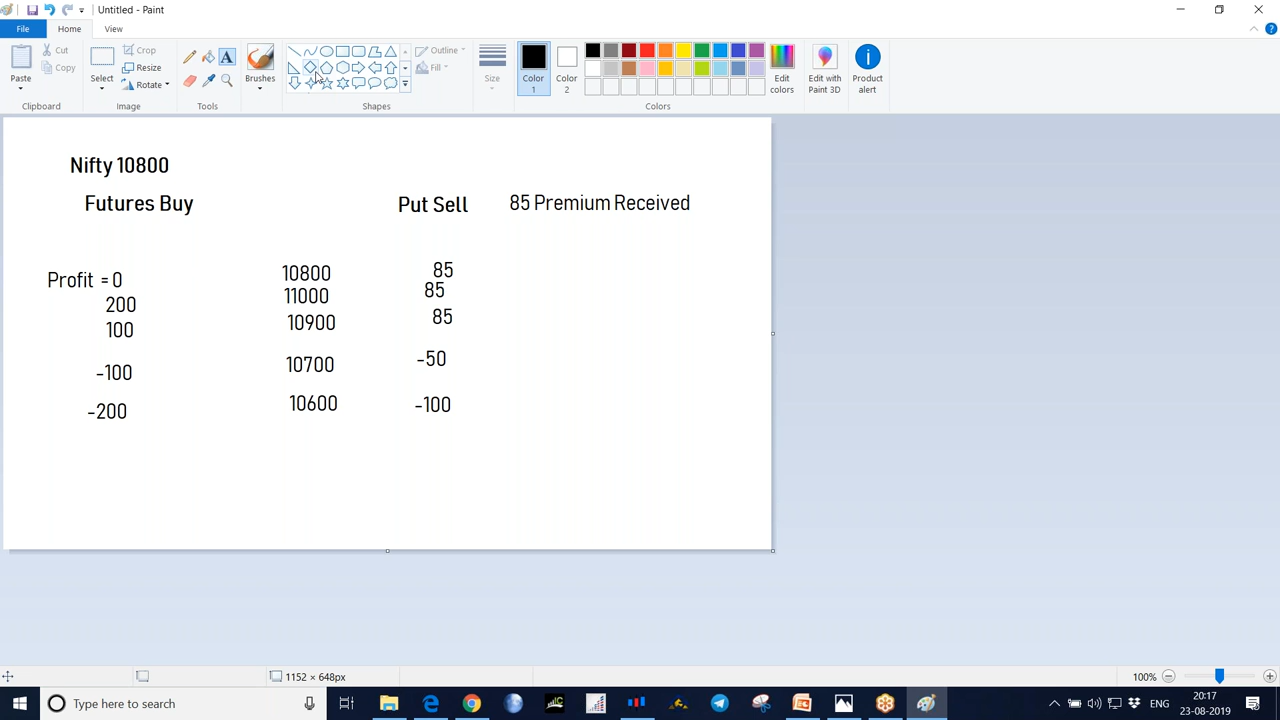 Untitled - Paint
File
Home
View
Paste
Cut
Copy
Clipboard
Select
Crop
Resize
Rotate
Image
A
Tools
Brushes
Outline
Fill
Shapes
Size
Color 1
Color 2
Edit colors
Colors
Edit with Paint 3D
Product alert
Nifty 10800
Futures Buy Put Sell 85 Premium Received
Profit = 0 10800 85
200 11000 85
100 10900 85
-100 10700 -50
-200 10600 -100
1152 × 648px
100%
Type here to search
ENG
20:17
23-08-2019